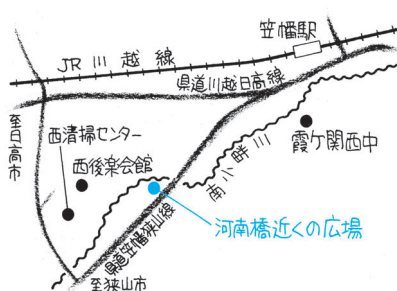 笠幡駅
JR川越線
県道川越日高線
至日高市
西清掃センター
西後楽会館
南小畔川
霞ケ関西中
河南橋近くの広場
県道笠幡狭山線
至狭山市